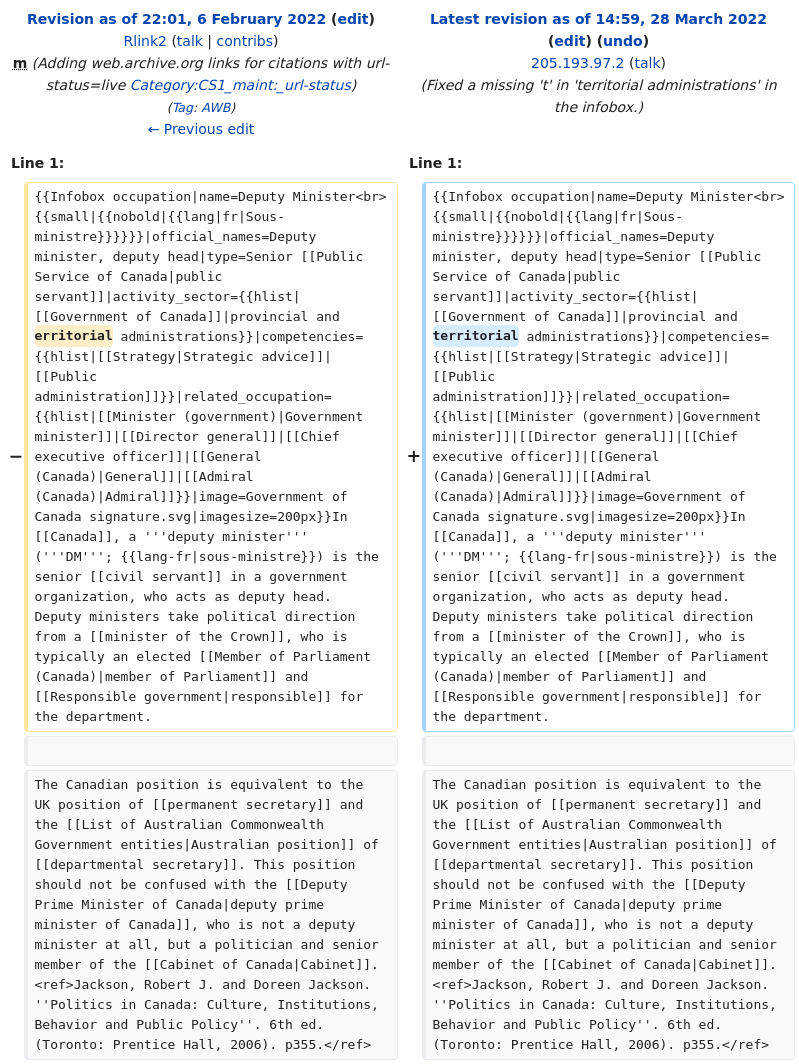 Revision as of 22:01, 6 February 2022 (edit)
Rlink2 (talk | contribs)
m (Adding web.archive.org links for citations with url-
status=live Category:CS1_maint:_url-status)
(Tag: AWB)
← Previous edit
Line 1:
− {{Infobox occupation|name=Deputy Minister<br>
{{small|{{nobold|{{lang|fr|Sous-
ministre}}}}}}|official_names=Deputy
minister, deputy head|type=Senior [[Public
Service of Canada|public
servant]]|activity_sector={{hlist|
[[Government of Canada]]|provincial and
erritorial administrations}}|competencies=
{{hlist|[[Strategy|Strategic advice]]|
[[Public
administration]]}}|related_occupation=
{{hlist|[[Minister (government)|Government
minister]]|[[Director general]]|[[Chief
executive officer]]|[[General
(Canada)|General]]|[[Admiral
(Canada)|Admiral]]}}|image=Government of
Canada signature.svg|imagesize=200px}}In
[[Canada]], a '''deputy minister'''
('''DM'''; {{lang-fr|sous-ministre}}) is the
senior [[civil servant]] in a government
organization, who acts as deputy head.
Deputy ministers take political direction
from a [[minister of the Crown]], who is
typically an elected [[Member of Parliament
(Canada)|member of Parliament]] and
[[Responsible government|responsible]] for
the department.
The Canadian position is equivalent to the
UK position of [[permanent secretary]] and
the [[List of Australian Commonwealth
Government entities|Australian position]] of
[[departmental secretary]]. This position
should not be confused with the [[Deputy
Prime Minister of Canada|deputy prime
minister of Canada]], who is not a deputy
minister at all, but a politician and senior
member of the [[Cabinet of Canada|Cabinet]].
<ref>Jackson, Robert J. and Doreen Jackson.
''Politics in Canada: Culture, Institutions,
Behavior and Public Policy''. 6th ed.
(Toronto: Prentice Hall, 2006). p355.</ref>
Latest revision as of 14:59, 28 March 2022
(edit) (undo)
205.193.97.2 (talk)
(Fixed a missing 't' in 'territorial administrations' in
the infobox.)
Line 1:
+ {{Infobox occupation|name=Deputy Minister<br>
{{small|{{nobold|{{lang|fr|Sous-
ministre}}}}}}|official_names=Deputy
minister, deputy head|type=Senior [[Public
Service of Canada|public
servant]]|activity_sector={{hlist|
[[Government of Canada]]|provincial and
territorial administrations}}|competencies=
{{hlist|[[Strategy|Strategic advice]]|
[[Public
administration]]}}|related_occupation=
{{hlist|[[Minister (government)|Government
minister]]|[[Director general]]|[[Chief
executive officer]]|[[General
(Canada)|General]]|[[Admiral
(Canada)|Admiral]]}}|image=Government of
Canada signature.svg|imagesize=200px}}In
[[Canada]], a '''deputy minister'''
('''DM'''; {{lang-fr|sous-ministre}}) is the
senior [[civil servant]] in a government
organization, who acts as deputy head.
Deputy ministers take political direction
from a [[minister of the Crown]], who is
typically an elected [[Member of Parliament
(Canada)|member of Parliament]] and
[[Responsible government|responsible]] for
the department.
The Canadian position is equivalent to the
UK position of [[permanent secretary]] and
the [[List of Australian Commonwealth
Government entities|Australian position]] of
[[departmental secretary]]. This position
should not be confused with the [[Deputy
Prime Minister of Canada|deputy prime
minister of Canada]], who is not a deputy
minister at all, but a politician and senior
member of the [[Cabinet of Canada|Cabinet]].
<ref>Jackson, Robert J. and Doreen Jackson.
''Politics in Canada: Culture, Institutions,
Behavior and Public Policy''. 6th ed.
(Toronto: Prentice Hall, 2006). p355.</ref>